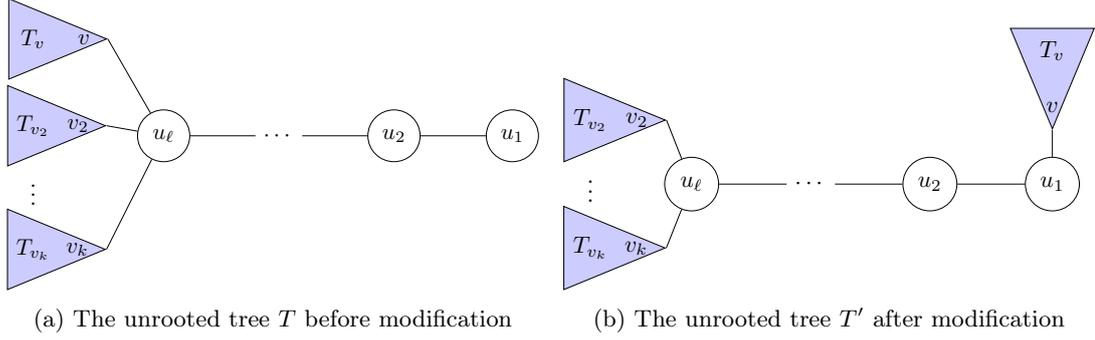 T_v v
T_{v_2} v_2
⋮
T_{v_k} v_k
u_ℓ ⋯ u_2 u_1
(a) The unrooted tree T before modification
T_v
v
T_{v_2} v_2
⋮
T_{v_k} v_k
u_ℓ ⋯ u_2 u_1
(b) The unrooted tree T′ after modification